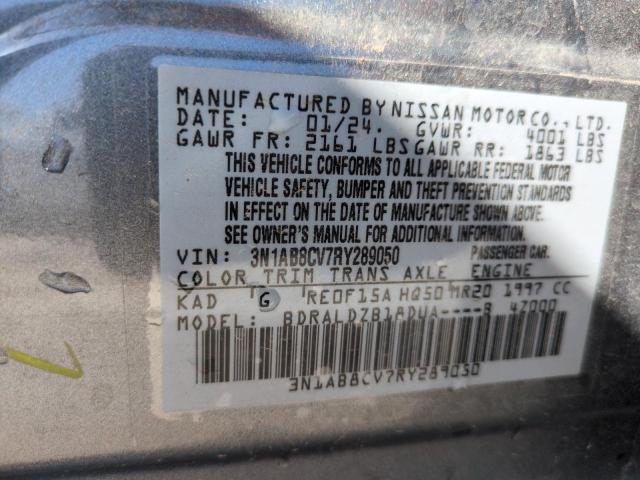 MANUFACTURED BY NISSAN MOTOR CO., LTD.
DATE: 01/24. GVWR: 4001 LBS
GAWR FR: 2161 LBS GAWR RR: 1863 LBS
THIS VEHICLE CONFORMS TO ALL APPLICABLE FEDERAL MOTOR
VEHICLE SAFETY, BUMPER AND THEFT PREVENTION STANDARDS
IN EFFECT ON THE DATE OF MANUFACTURE SHOWN ABOVE.
SEE OWNER'S MANUAL FOR ADDITIONAL INFORMATION.
VIN: 3N1AB8CV7RY289050 PASSENGER CAR.
COLOR TRIM TRANS AXLE ENGINE
KAD G RE0F15A HQ50 MR20 1997 CC
MODEL: BDRALDZB18DUA----B 47000
3N1AB8CV7RY289050